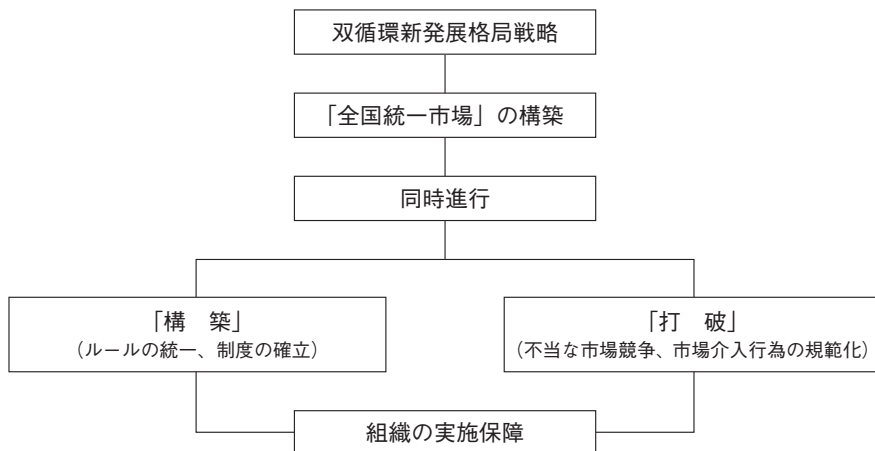 双循環新発展格局戦略
「全国統一市場」の構築
同時進行
「構　築」
（ルールの統一、制度の確立）
「打　破」
（不当な市場競争、市場介入行為の規範化）
組織の実施保障